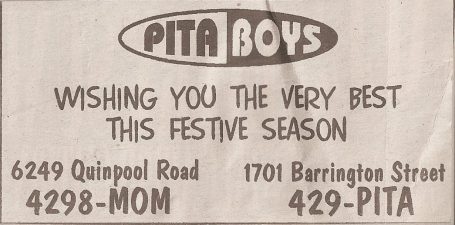 PITA BOYS
WISHING YOU THE VERY BEST
THIS FESTIVE SEASON
6249 Quinpool Road
4298-MOM
1701 Barrington Street
429-PITA